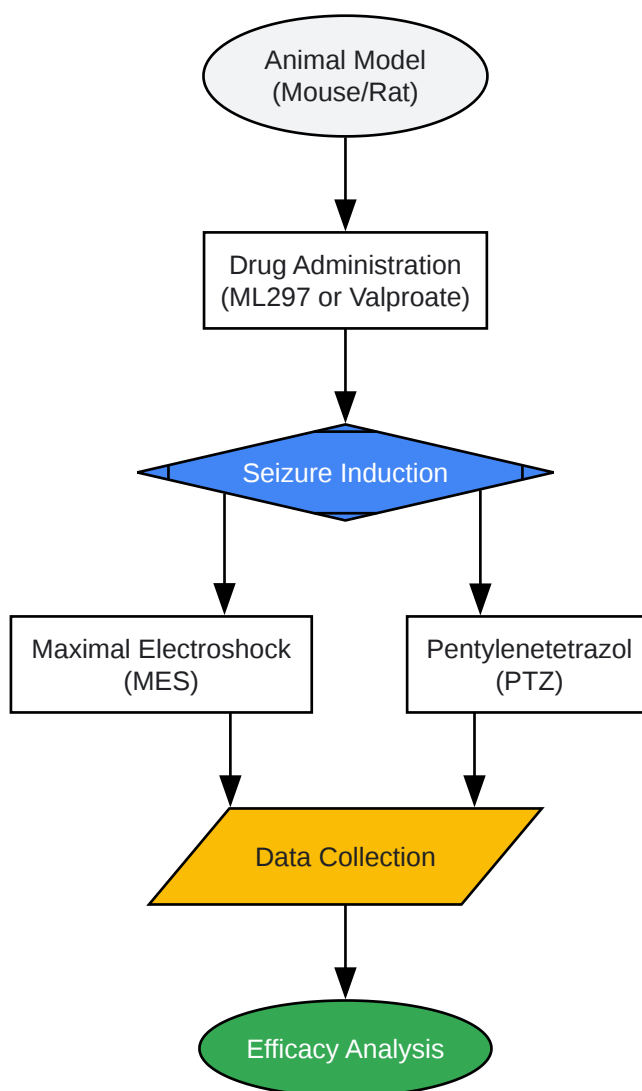 Animal Model
(Mouse/Rat)
Drug Administration
(ML297 or Valproate)
Seizure Induction
Maximal Electroshock
(MES)
Pentylenetetrazol
(PTZ)
Data Collection
Efficacy Analysis